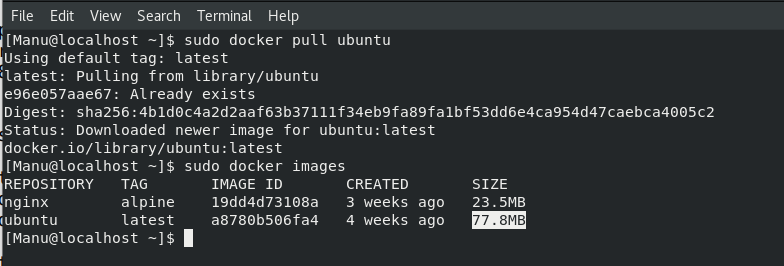 File Edit View Search Terminal Help
[Manu@localhost ~]$ sudo docker pull ubuntu
Using default tag: latest
latest: Pulling from library/ubuntu
e96e057aae67: Already exists
Digest: sha256:4b1d0c4a2d2aaf63b37111f34eb9fa89fa1bf53dd6e4ca954d47caebca4005c2
Status: Downloaded newer image for ubuntu:latest
docker.io/library/ubuntu:latest
[Manu@localhost ~]$ sudo docker images
REPOSITORY   TAG       IMAGE ID       CREATED       SIZE
nginx        alpine    19dd4d73108a   3 weeks ago   23.5MB
ubuntu       latest    a8780b506fa4   4 weeks ago   77.8MB
[Manu@localhost ~]$